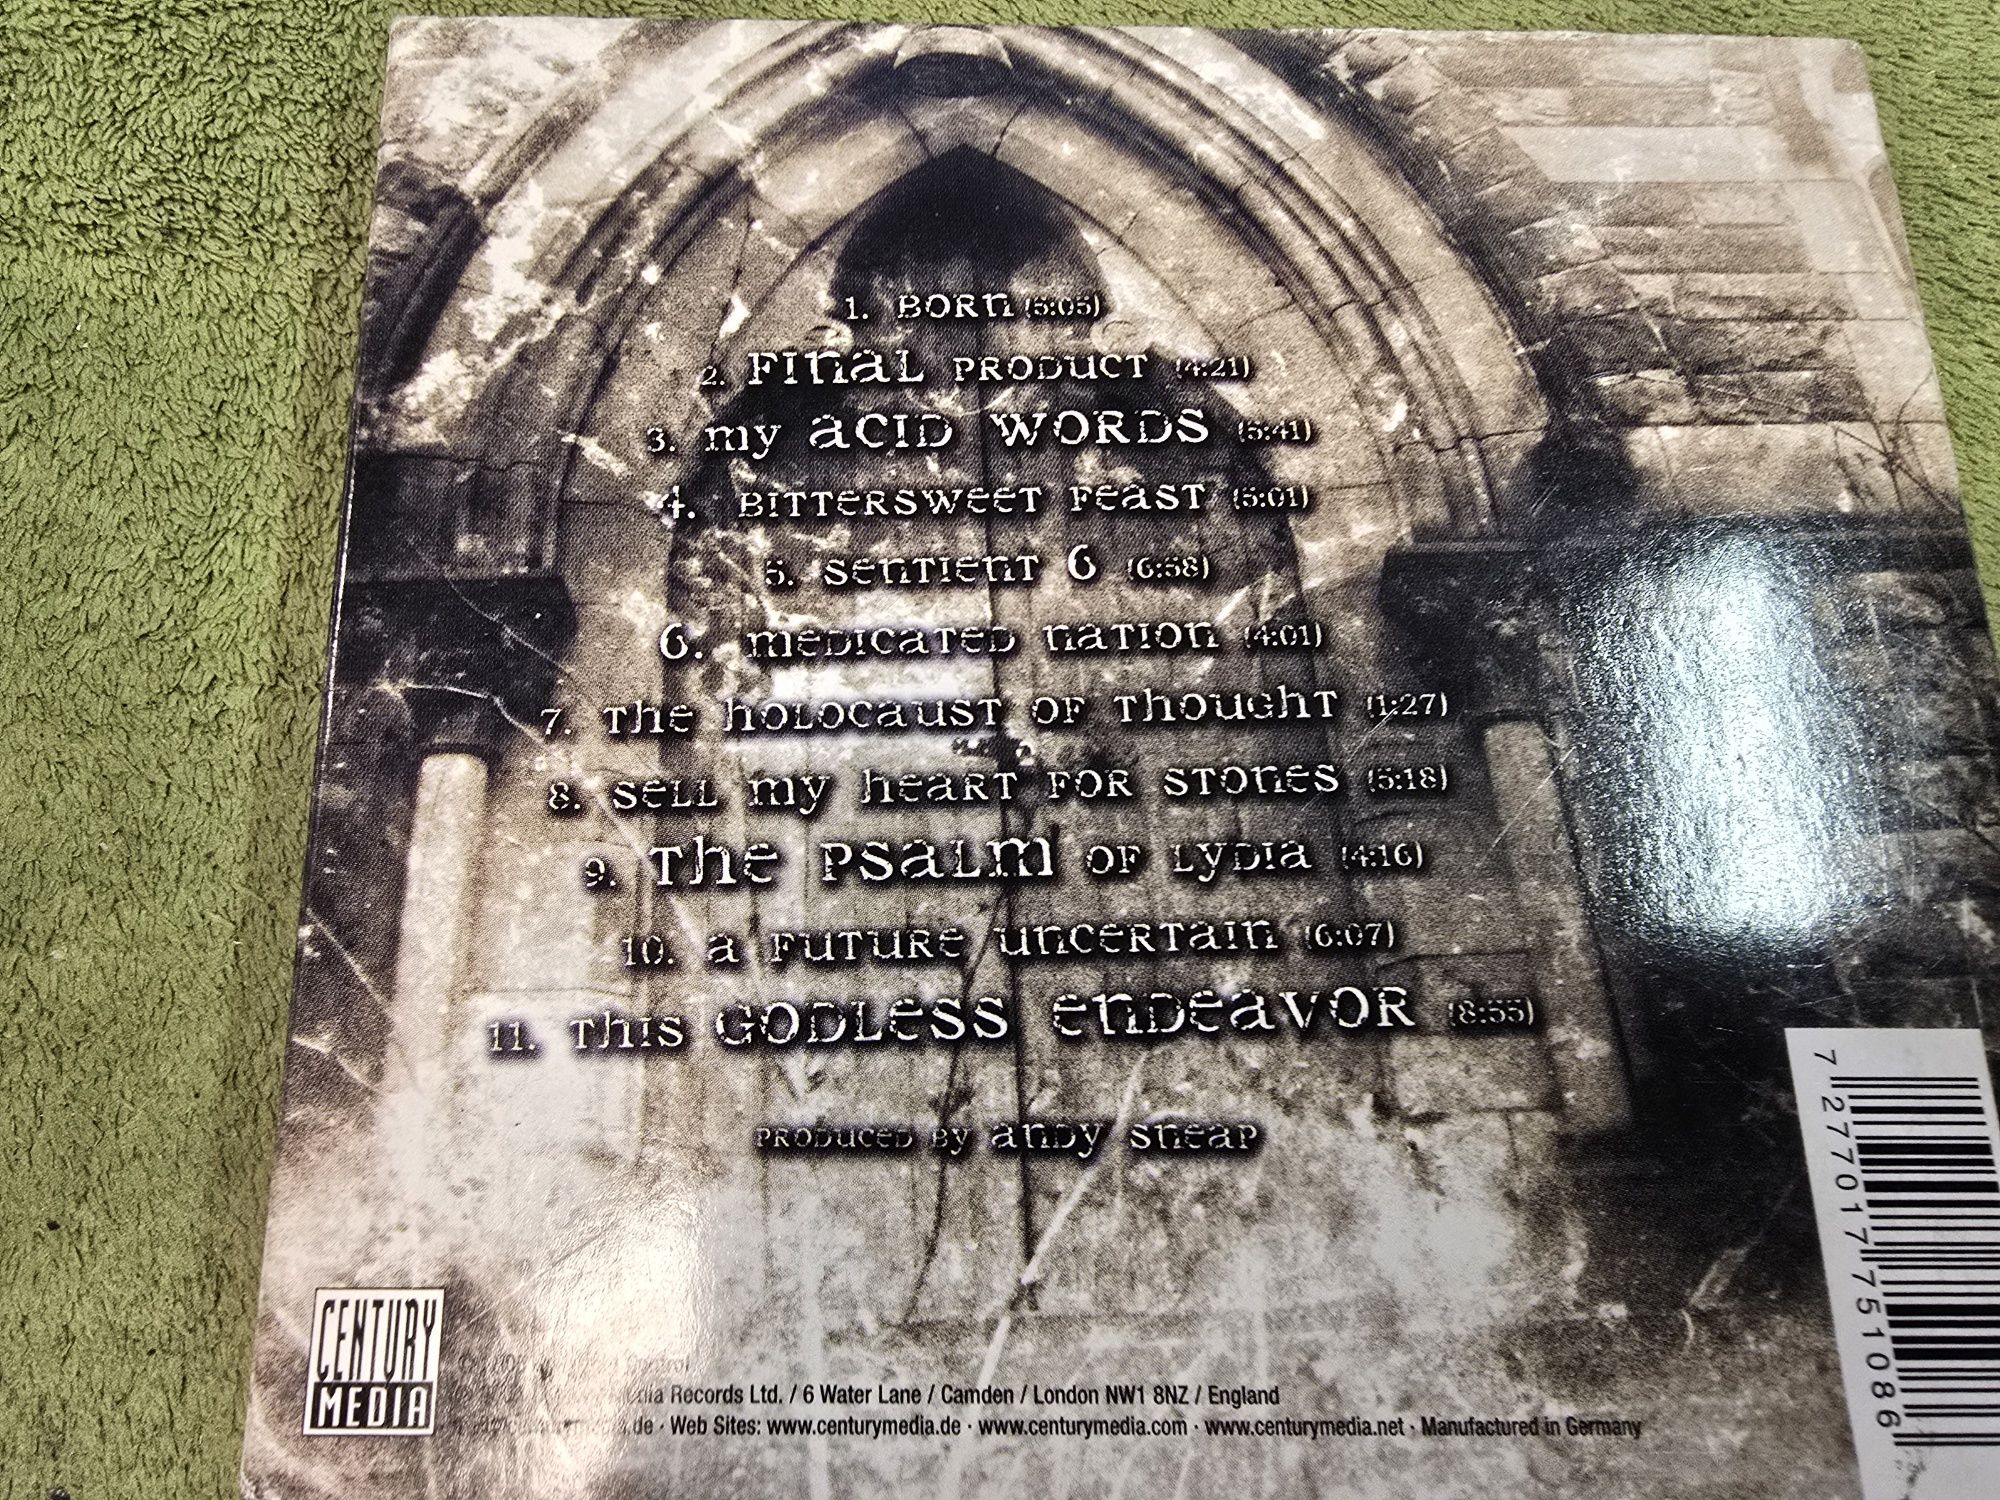 1. Born (5:05)
2. Final Product (4:21)
3. my acid words (5:41)
4. Bittersweet Feast (5:01)
5. Sentient 6 (6:58)
6. medicated nation (4:01)
7. The Holocaust of Thought (1:27)
8. Sell my heart for stones (5:18)
9. The Psalm of Lydia (4:16)
10. a future uncertain (6:07)
11. This Godless Endeavor (8:55)
Produced by Andy Sneap
CENTURY
MEDIA
Records Ltd. / 6 Water Lane / Camden / London NW1 8NZ / England
.de · Web Sites: www.centurymedia.de · www.centurymedia.com · www.centurymedia.net · Manufactured in Germany
7 27701 75108 6